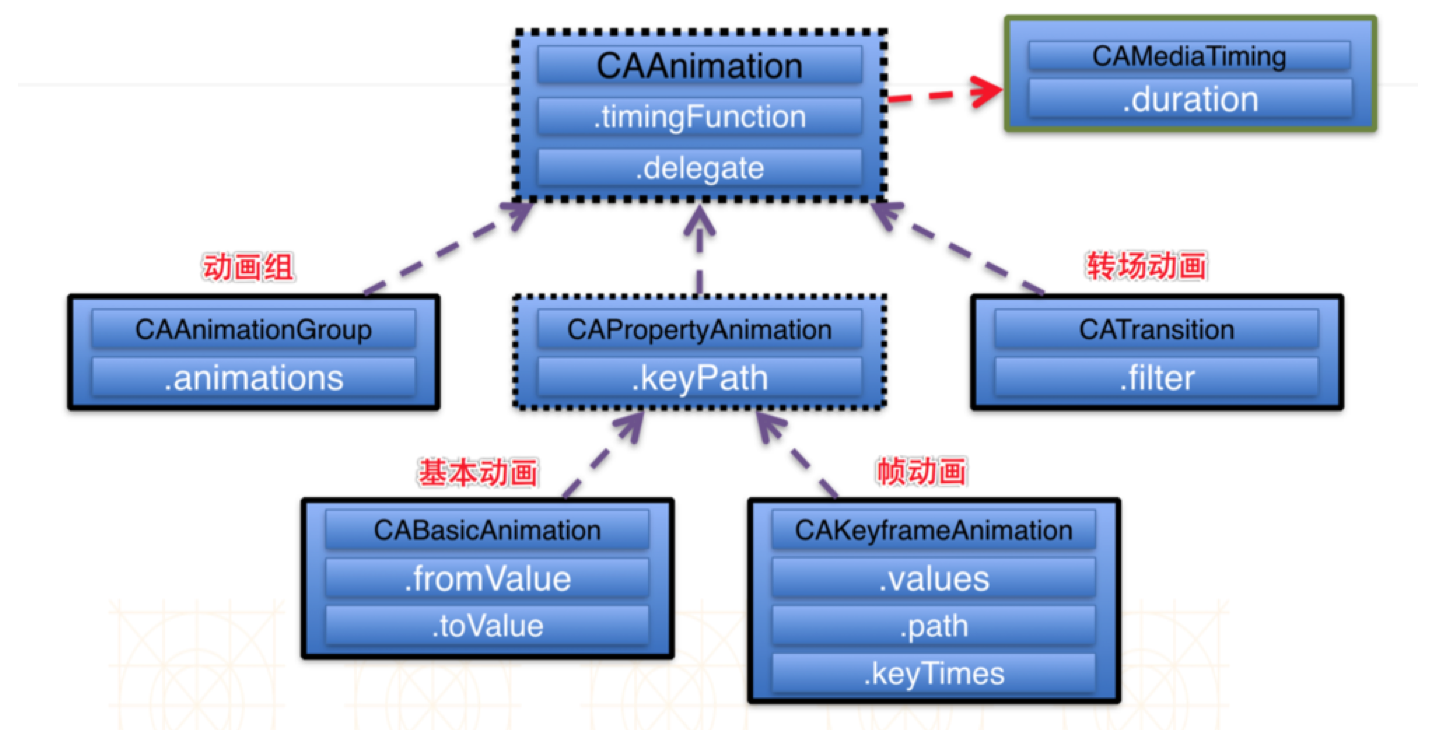 CAAnimation
.timingFunction
.delegate
CAMediaTiming
.duration
动画组
CAAnimationGroup
.animations
CAPropertyAnimation
.keyPath
转场动画
CATransition
.filter
基本动画
CABasicAnimation
.fromValue
.toValue
帧动画
CAKeyframeAnimation
.values
.path
.keyTimes